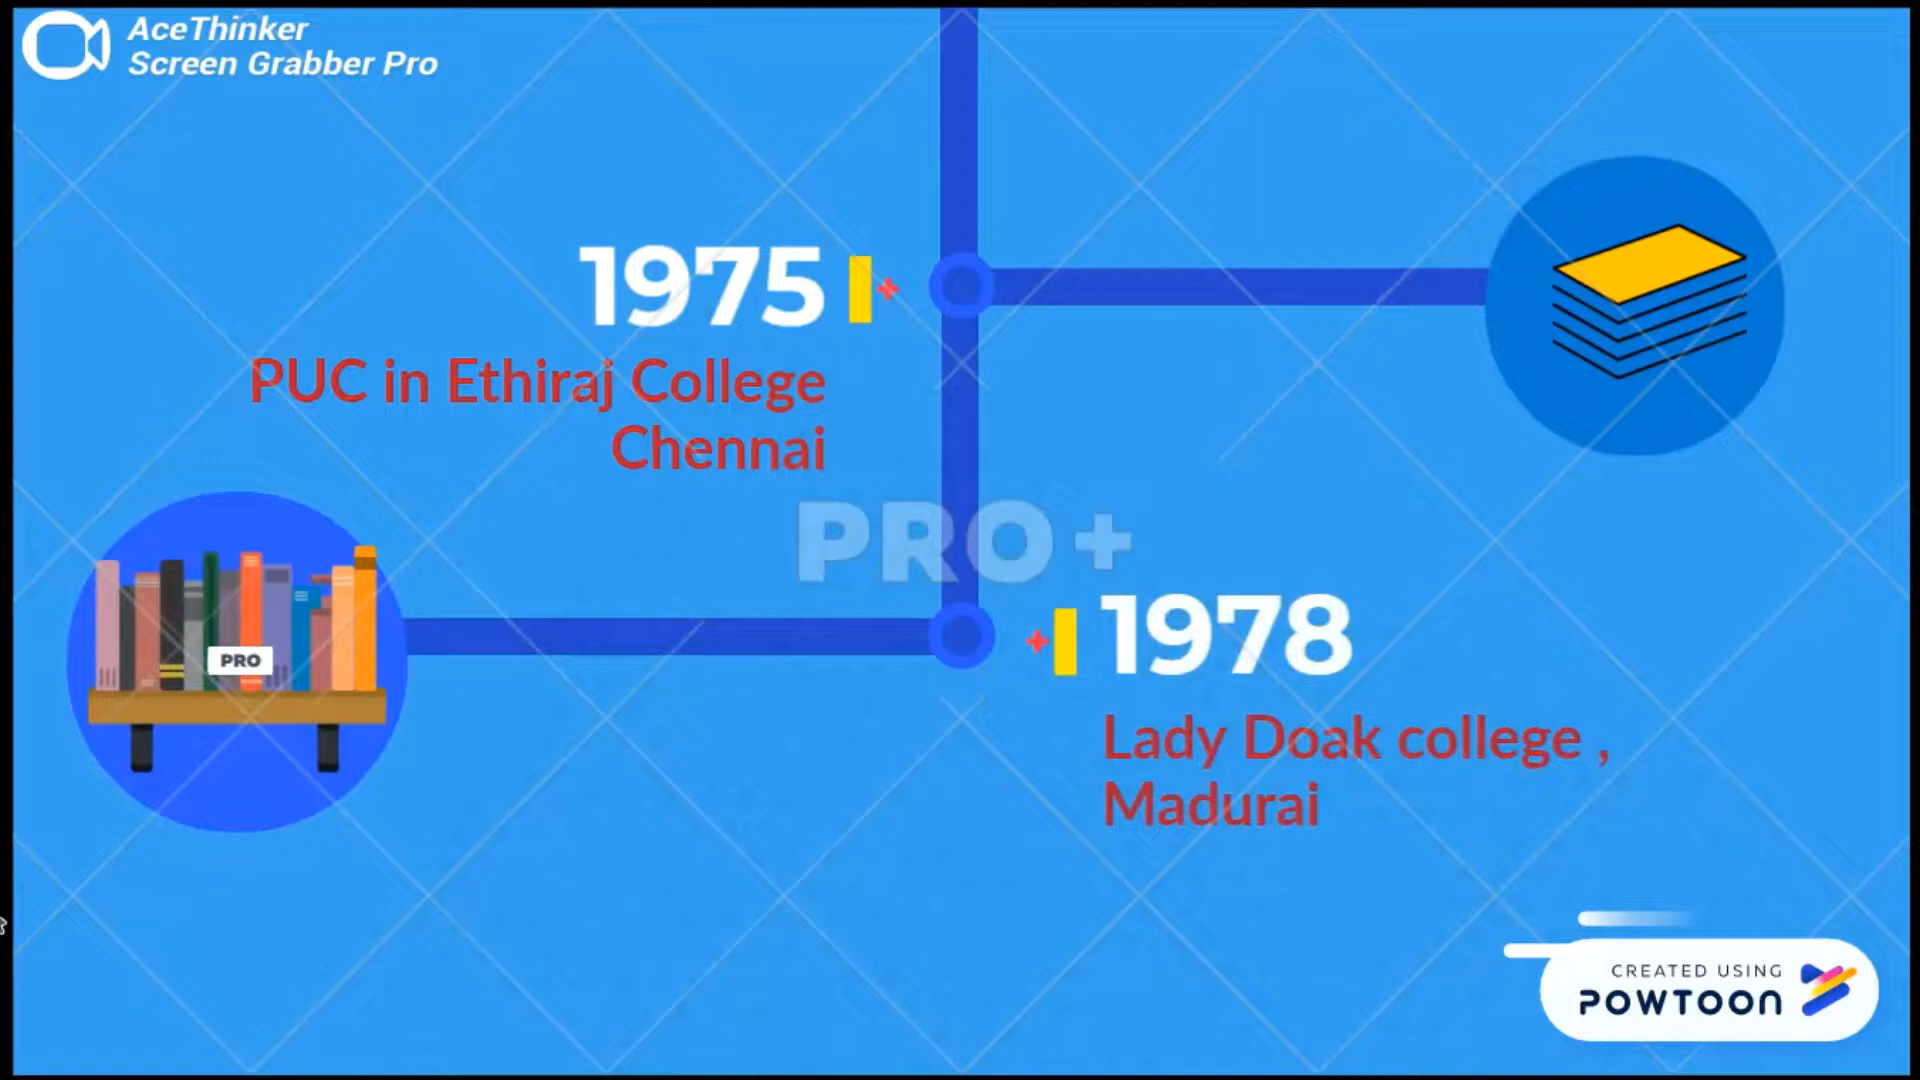 AceThinker
Screen Grabber Pro
1975
PUC in Ethiraj College
Chennai
PRO+
PRO
1978
Lady Doak college ,
Madurai
CREATED USING
POWTOON